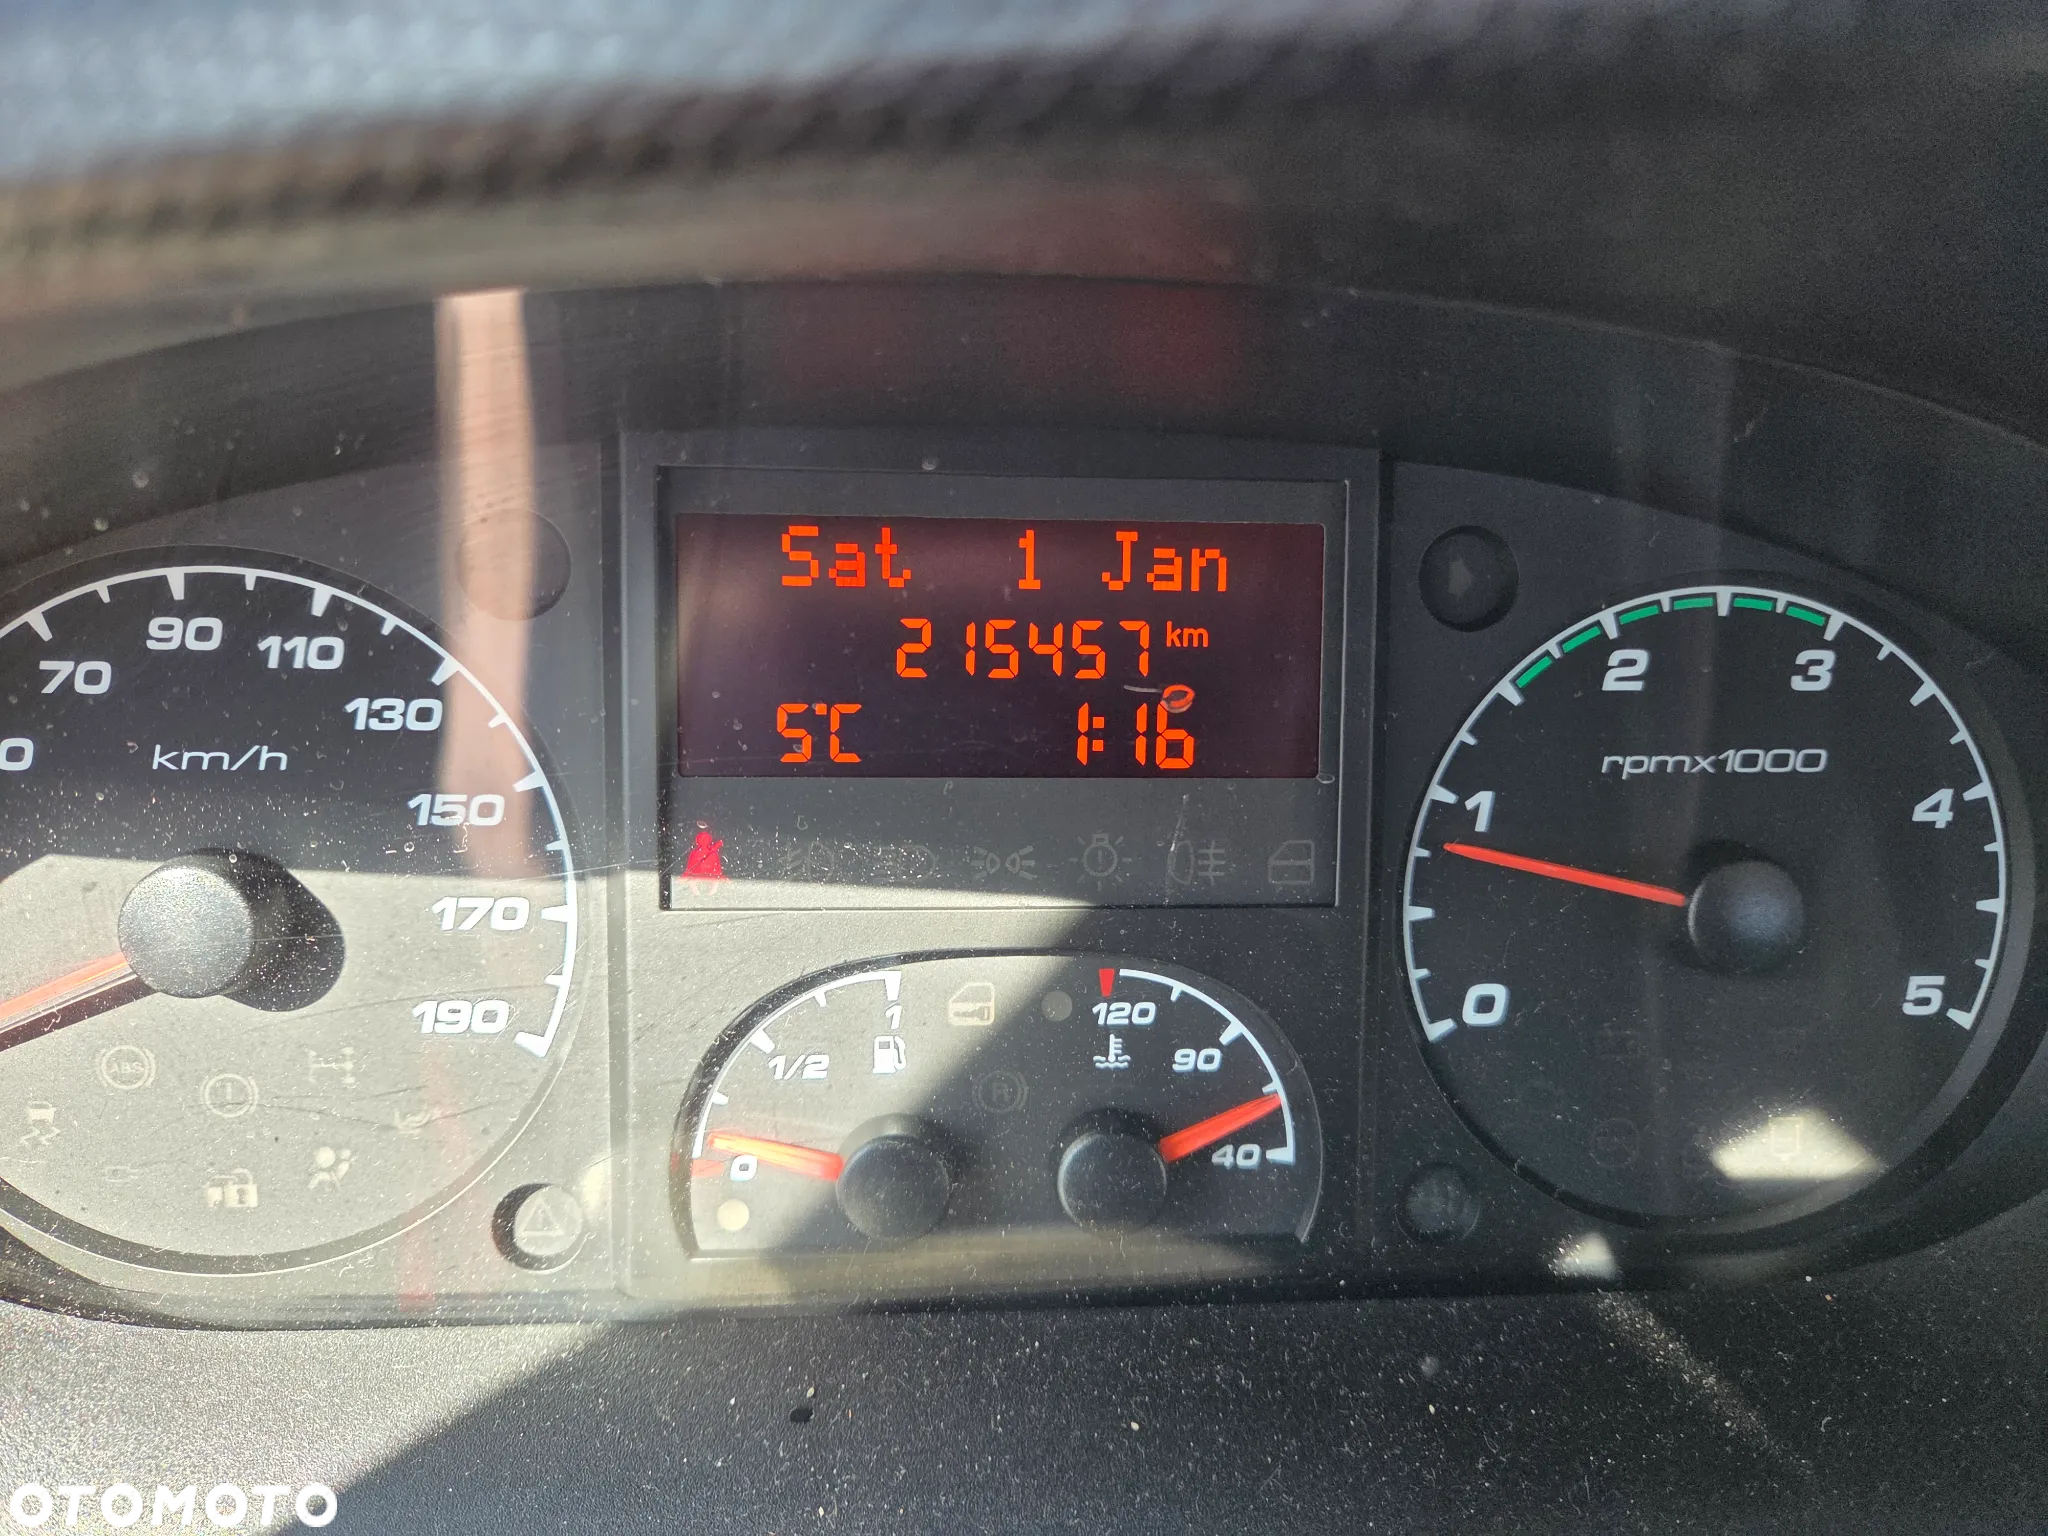 Sat 1 Jan
215457 km
5°C 1:16
70 90 110 130 150 170 190
km/h
ABS
0 1/2 1
120 90 40
R
0 1 2 3 4 5
rpmx1000
OTOMOTO